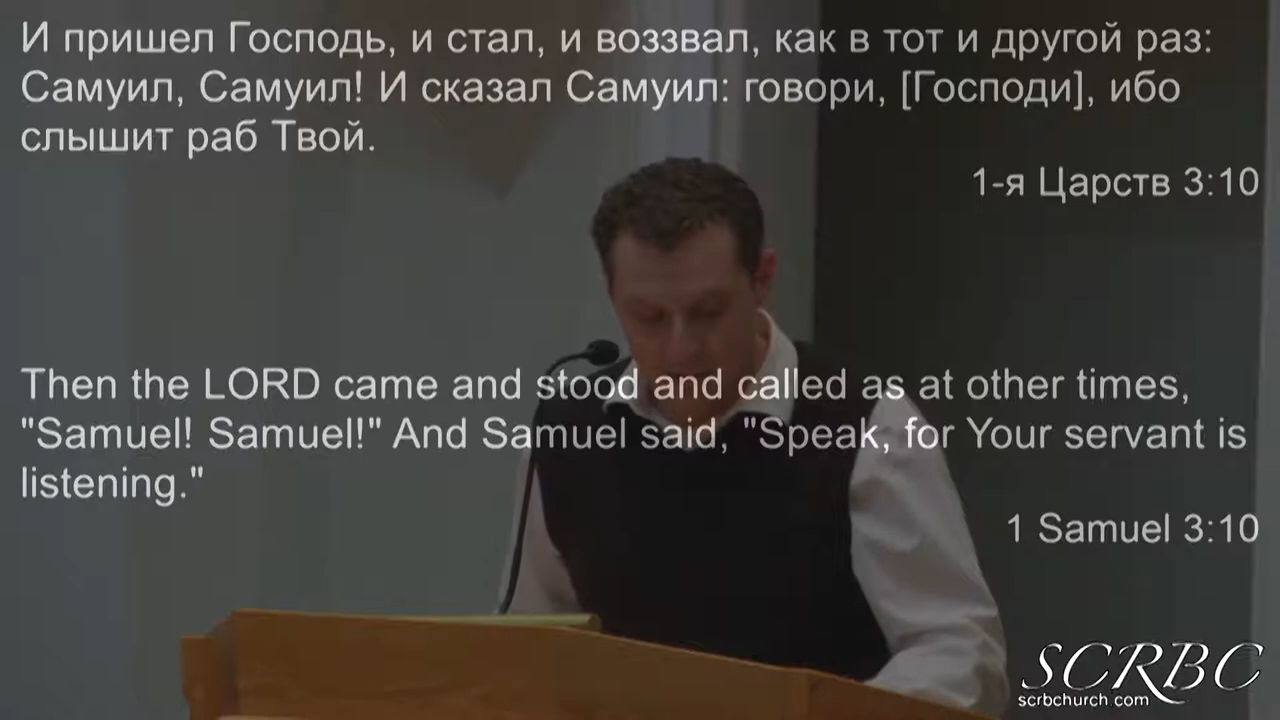 И пришел Господь, и стал, и воззвал, как в тот и другой раз:
Самуил, Самуил! И сказал Самуил: говори, [Господи], ибо
слышит раб Твой.
1-я Царств 3:10
Then the LORD came and stood and called as at other times,
"Samuel! Samuel!" And Samuel said, "Speak, for Your servant is
listening."
1 Samuel 3:10
SCRBC
scrbchurch.com